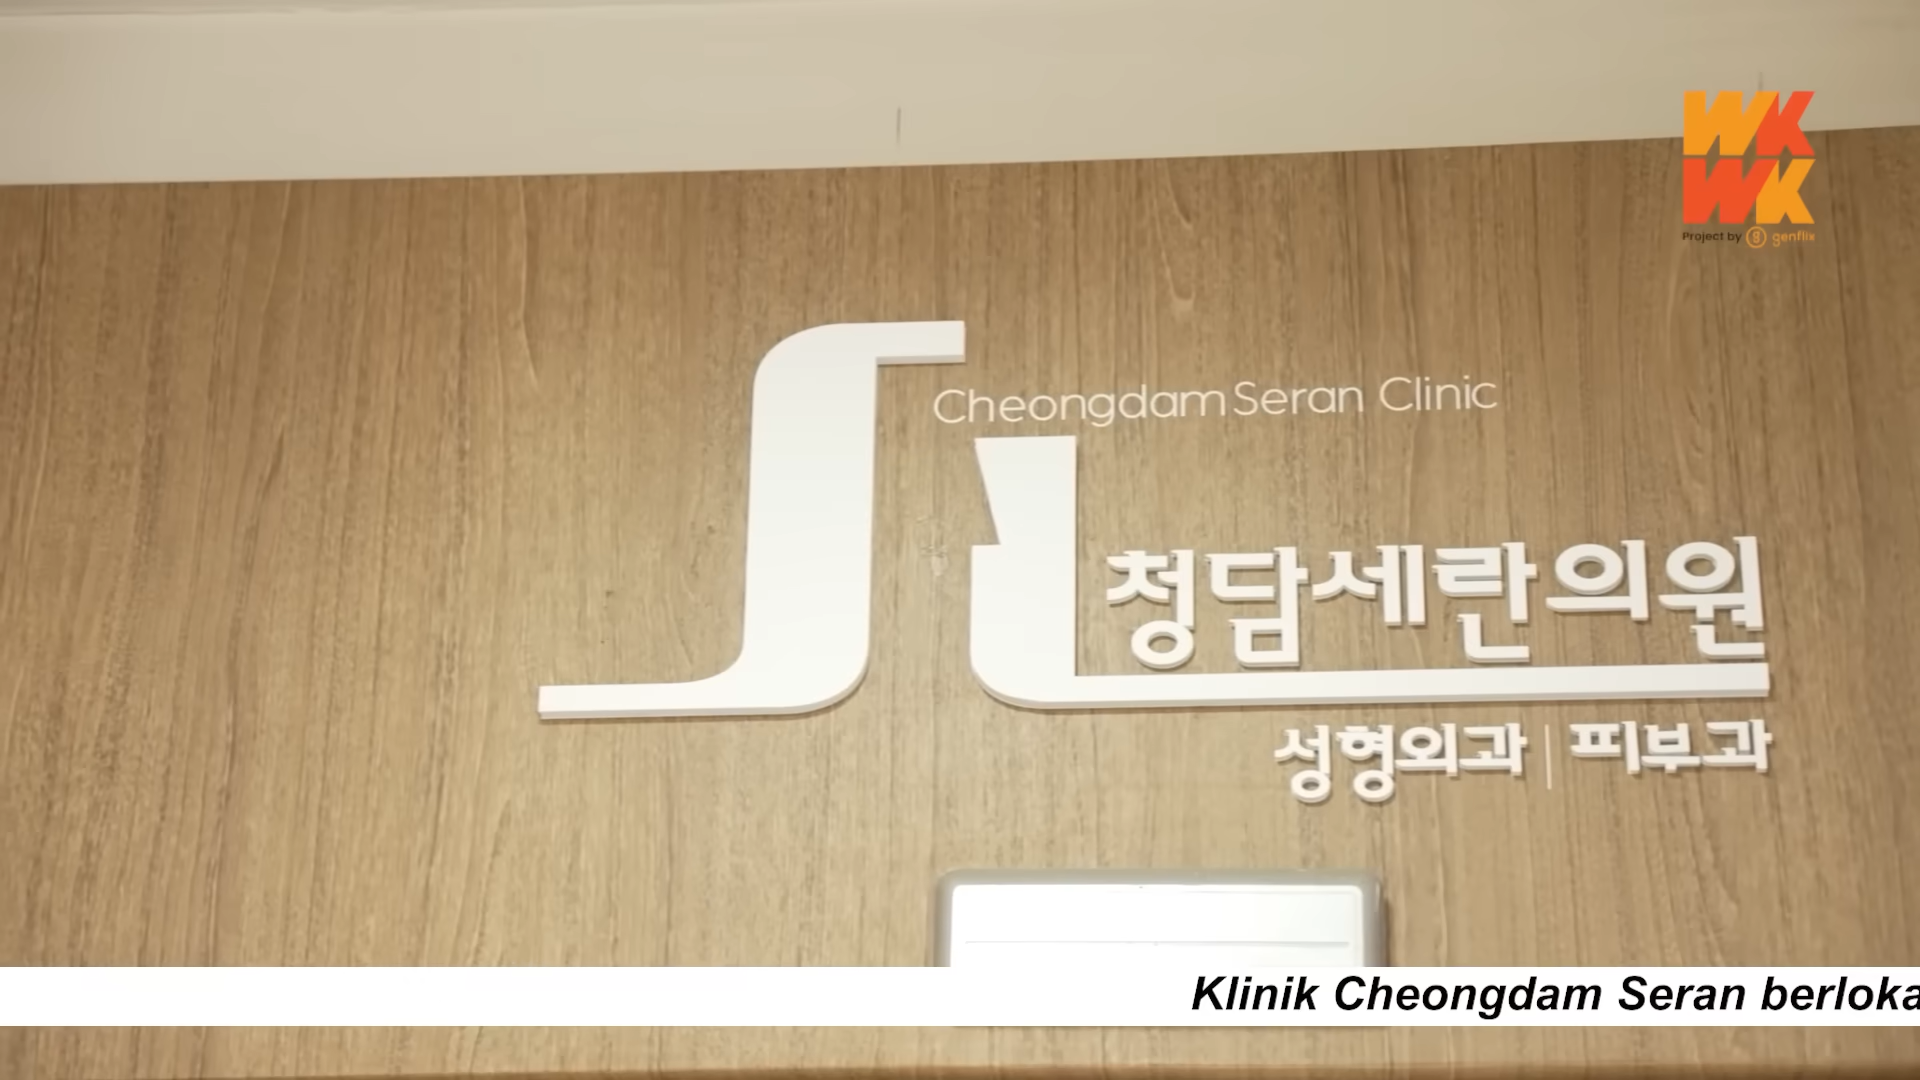 WK
WK
Project by genflix
Cheongdam Seran Clinic
청담세란의원
성형외과 | 피부과
Klinik Cheongdam Seran berloka